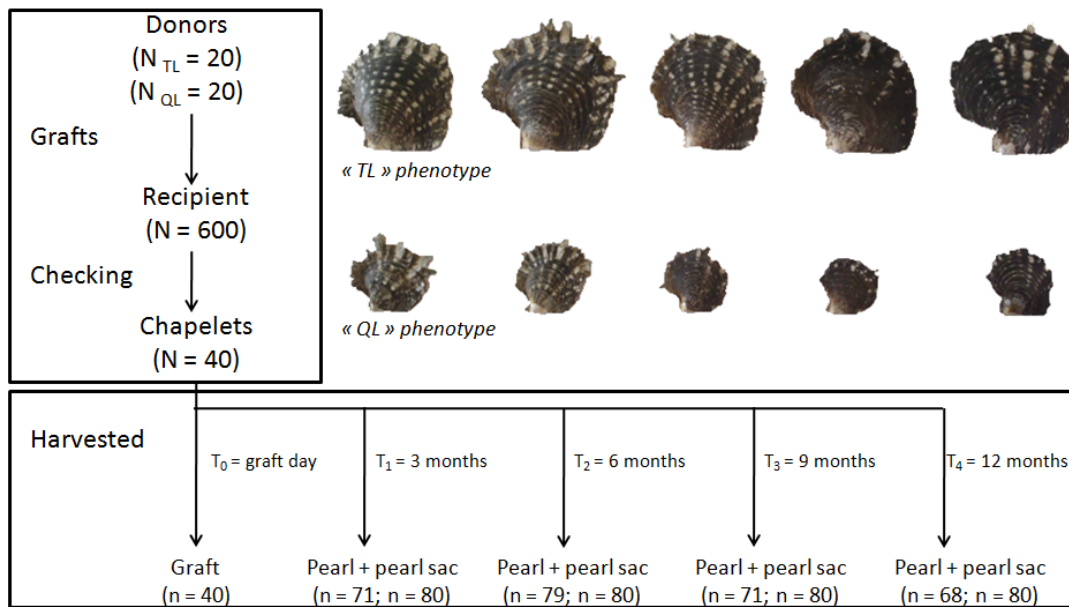 Donors
(N TL = 20)
(N QL = 20)
Grafts
Recipient
(N = 600)
Checking
Chapelets
(N = 40)
« TL » phenotype
« QL » phenotype
Harvested
T0 = graft day
T1 = 3 months
T2 = 6 months
T3 = 9 months
T4 = 12 months
Graft
(n = 40)
Pearl + pearl sac
(n = 71; n = 80)
Pearl + pearl sac
(n = 79; n = 80)
Pearl + pearl sac
(n = 71; n = 80)
Pearl + pearl sac
(n = 68; n = 80)